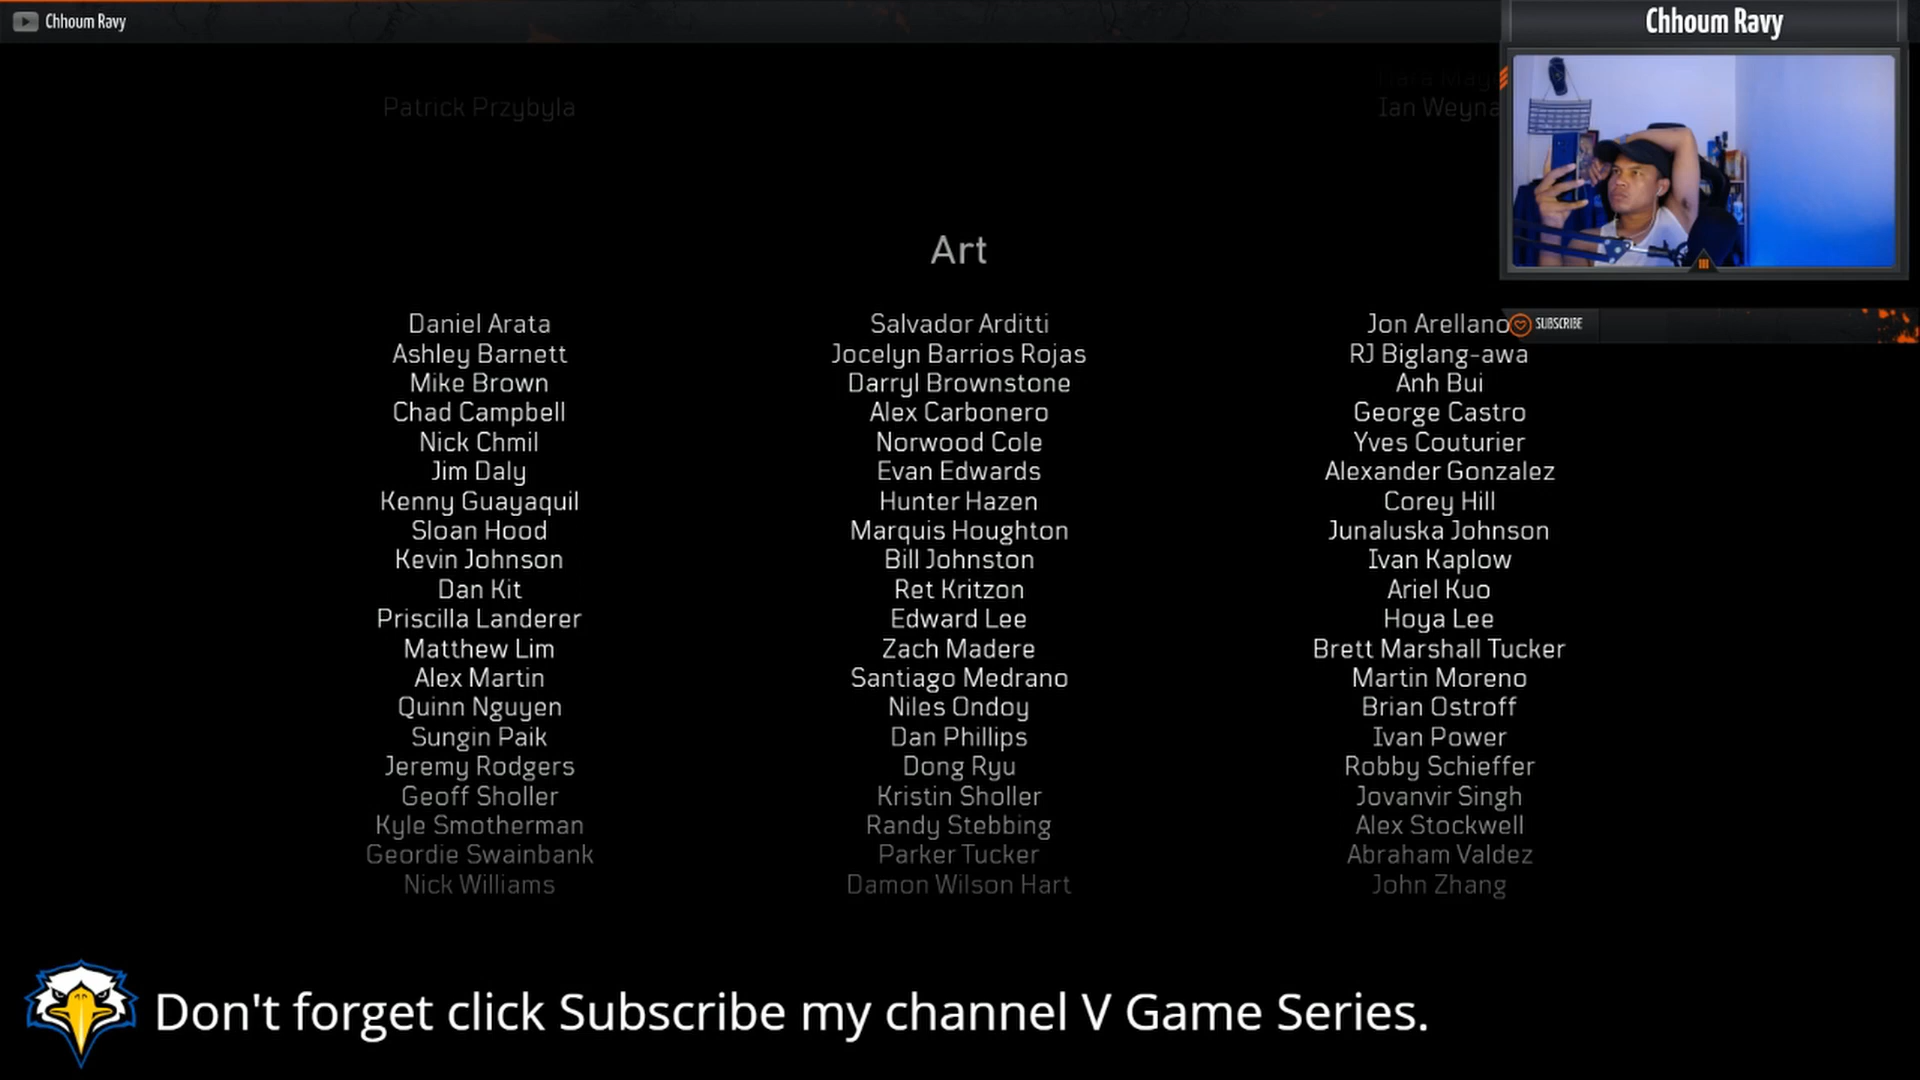 Chhoum Ravy
Chhoum Ravy
Patrick Przybyla
Ian Weyna
Art
Daniel Arata Salvador Arditti Jon Arellano
SUBSCRIBE
Ashley Barnett Jocelyn Barrios Rojas RJ Biglang-awa
Mike Brown Darryl Brownstone Anh Bui
Chad Campbell Alex Carbonero George Castro
Nick Chmil Norwood Cole Yves Couturier
Jim Daly Evan Edwards Alexander Gonzalez
Kenny Guayaquil Hunter Hazen Corey Hill
Sloan Hood Marquis Houghton Junaluska Johnson
Kevin Johnson Bill Johnston Ivan Kaplow
Dan Kit Ret Kritzon Ariel Kuo
Priscilla Landerer Edward Lee Hoya Lee
Matthew Lim Zach Madere Brett Marshall Tucker
Alex Martin Santiago Medrano Martin Moreno
Quinn Nguyen Niles Ondoy Brian Ostroff
Sungin Paik Dan Phillips Ivan Power
Jeremy Rodgers Dong Ryu Robby Schieffer
Geoff Sholler Kristin Sholler Jovanvir Singh
Kyle Smotherman Randy Stebbing Alex Stockwell
Geordie Swainbank Parker Tucker Abraham Valdez
Nick Williams Damon Wilson Hart John Zhang
Don't forget click Subscribe my channel V Game Series.